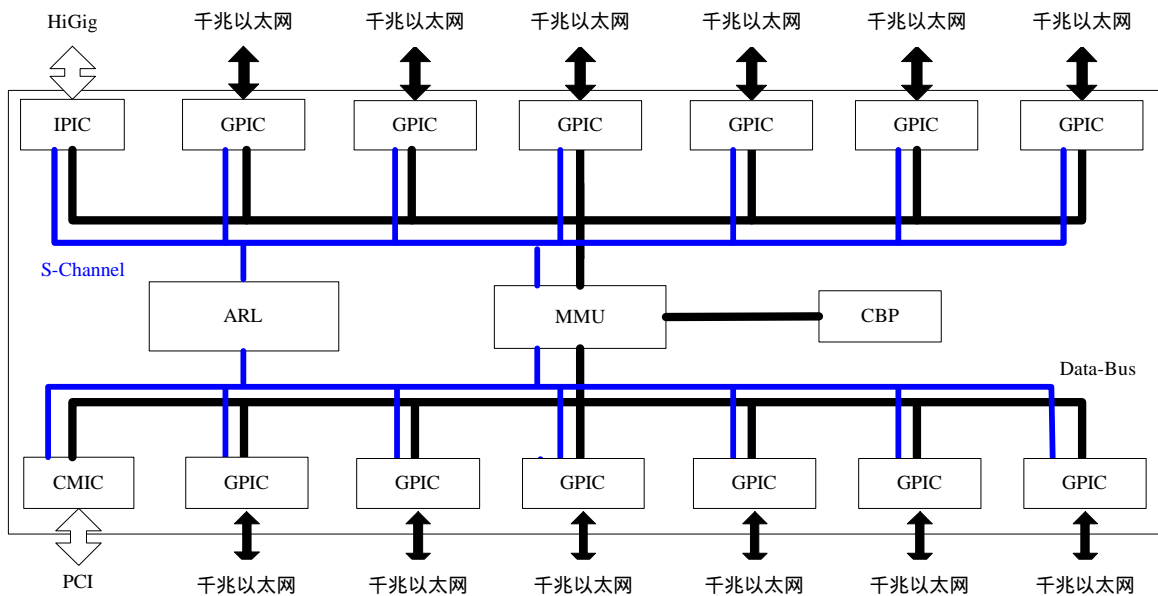 HiGig 千兆以太网 千兆以太网 千兆以太网 千兆以太网 千兆以太网 千兆以太网
IPIC GPIC GPIC GPIC GPIC GPIC GPIC
S-Channel
ARL MMU CBP
Data-Bus
CMIC GPIC GPIC GPIC GPIC GPIC GPIC
PCI 千兆以太网 千兆以太网 千兆以太网 千兆以太网 千兆以太网 千兆以太网